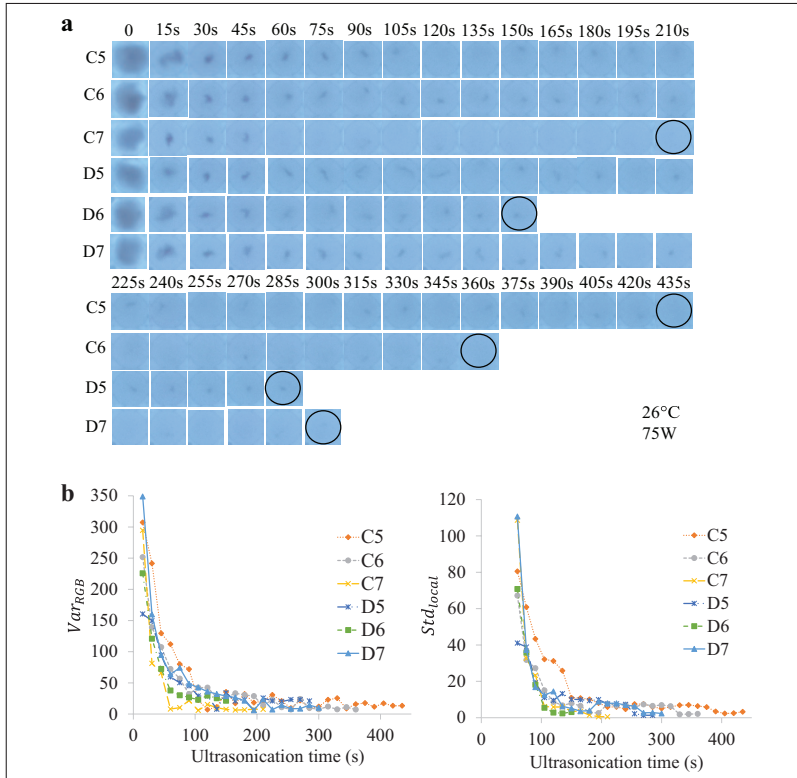 a
0 15s 30s 45s 60s 75s 90s 105s 120s 135s 150s 165s 180s 195s 210s
C5
C6
C7
D5
D6
D7
225s 240s 255s 270s 285s 300s 315s 330s 345s 360s 375s 390s 405s 420s 435s
C5
C6
D5
D7
26°C
75W
b
350
300
250
200
150
100
50
0
0 200 400
Var_RGB
Ultrasonication time (s)
C5
C6
C7
D5
D6
D7
120
100
80
60
40
20
0
0 100 200 300 400
Std_local
Ultrasonication time (s)
C5
C6
C7
D5
D6
D7